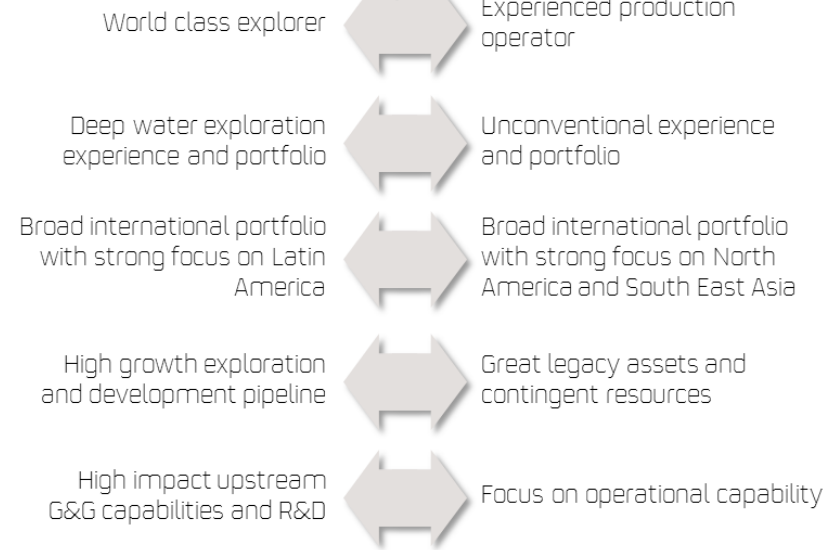 World class explorer
Experienced production
operator
Deep water exploration
experience and portfolio
Unconventional experience
and portfolio
Broad international portfolio
with strong focus on Latin
America
Broad international portfolio
with strong focus on North
America and South East Asia
High growth exploration
and development pipeline
Great legacy assets and
contingent resources
High impact upstream
G&G capabilities and R&D
Focus on operational capability